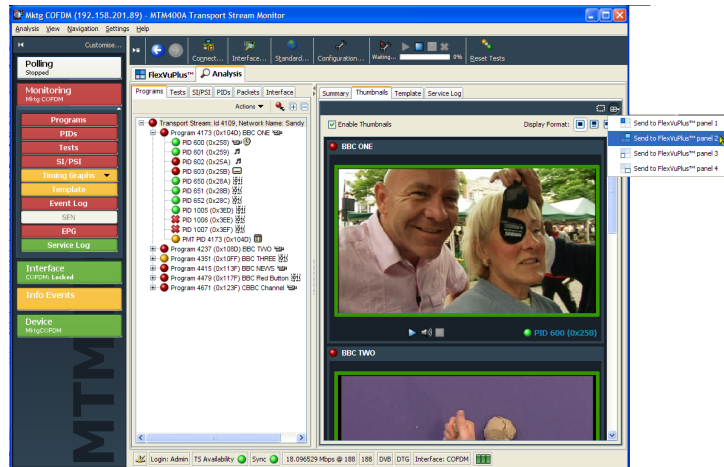 Mktg COFDM (192.158.201.89) - MTM400A Transport Stream Monitor
Analysis View Navigation Settings Help
Customise...
Polling
Stopped
Connect... Interface... Standard... Configuration... Waiting... 0% Reset Tests
FlexVuPlus™ Analysis
Monitoring
Mktg COFDM
Programs
PIDs
Tests
SI/PSI
Timing Graphs
Template
Event Log
SFN
EPG
Service Log
Interface
COFDM: Locked
Info Events
Device
MktgCOFDM
MTM
Programs Tests SI/PSI PIDs Packets Interface
Actions
Transport Stream: Id 4109, Network Name: Sandy
Program 4173 (0x104D) BBC ONE
PID 600 (0x258)
PID 601 (0x259)
PID 602 (0x25A)
PID 603 (0x25B)
PID 650 (0x28A)
PID 651 (0x28B)
PID 652 (0x28C)
PID 1005 (0x3ED)
PID 1006 (0x3EE)
PID 1007 (0x3EF)
PMT PID 4173 (0x104D)
Program 4237 (0x108D) BBC TWO
Program 4351 (0x10FF) BBC THREE
Program 4415 (0x113F) BBC NEWS
Program 4479 (0x117F) BBC Red Button
Program 4671 (0x123F) CBBC Channel
Summary Thumbnails Template Service Log
Enable Thumbnails Display Format:
Send to FlexVuPlus™ panel 1
Send to FlexVuPlus™ panel 2
Send to FlexVuPlus™ panel 3
Send to FlexVuPlus™ panel 4
BBC ONE
PID 600 (0x258)
BBC TWO
Login: Admin TS Availability Sync 18.096529 Mbps @ 188 188 DVB DTG Interface: COFDM